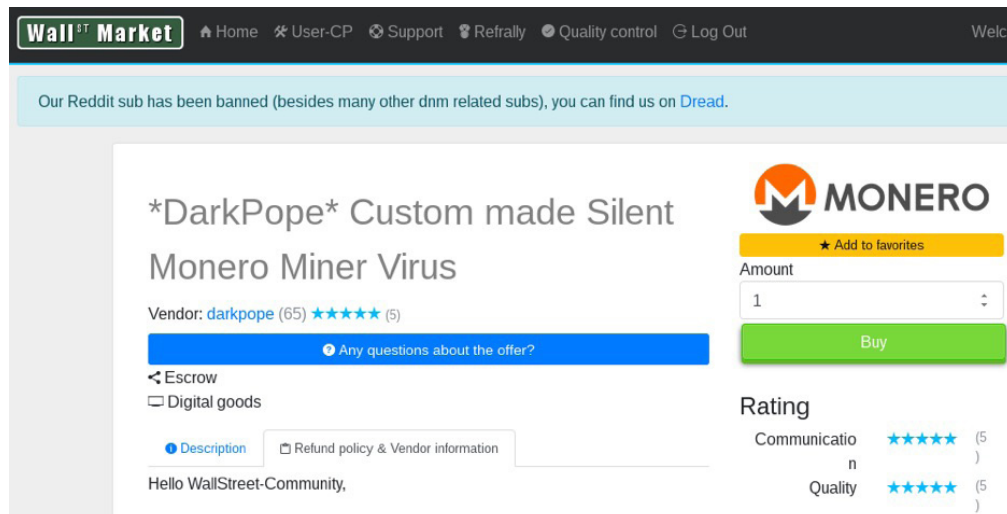 Wall ST Market Home User-CP Support Refrally Quality control Log Out
Our Reddit sub has been banned (besides many other dnm related subs), you can find us on Dread.
*DarkPope* Custom made Silent
Monero Miner Virus
Vendor: darkpope (65) ★★★★★ (5)
? Any questions about the offer?
Escrow
Digital goods
Description Refund policy & Vendor information
Hello WallStreet-Community,
MONERO
★ Add to favorites
Amount
1
Buy
Rating
Communicatio ★★★★★ (5
n )
Quality ★★★★★ (5
)